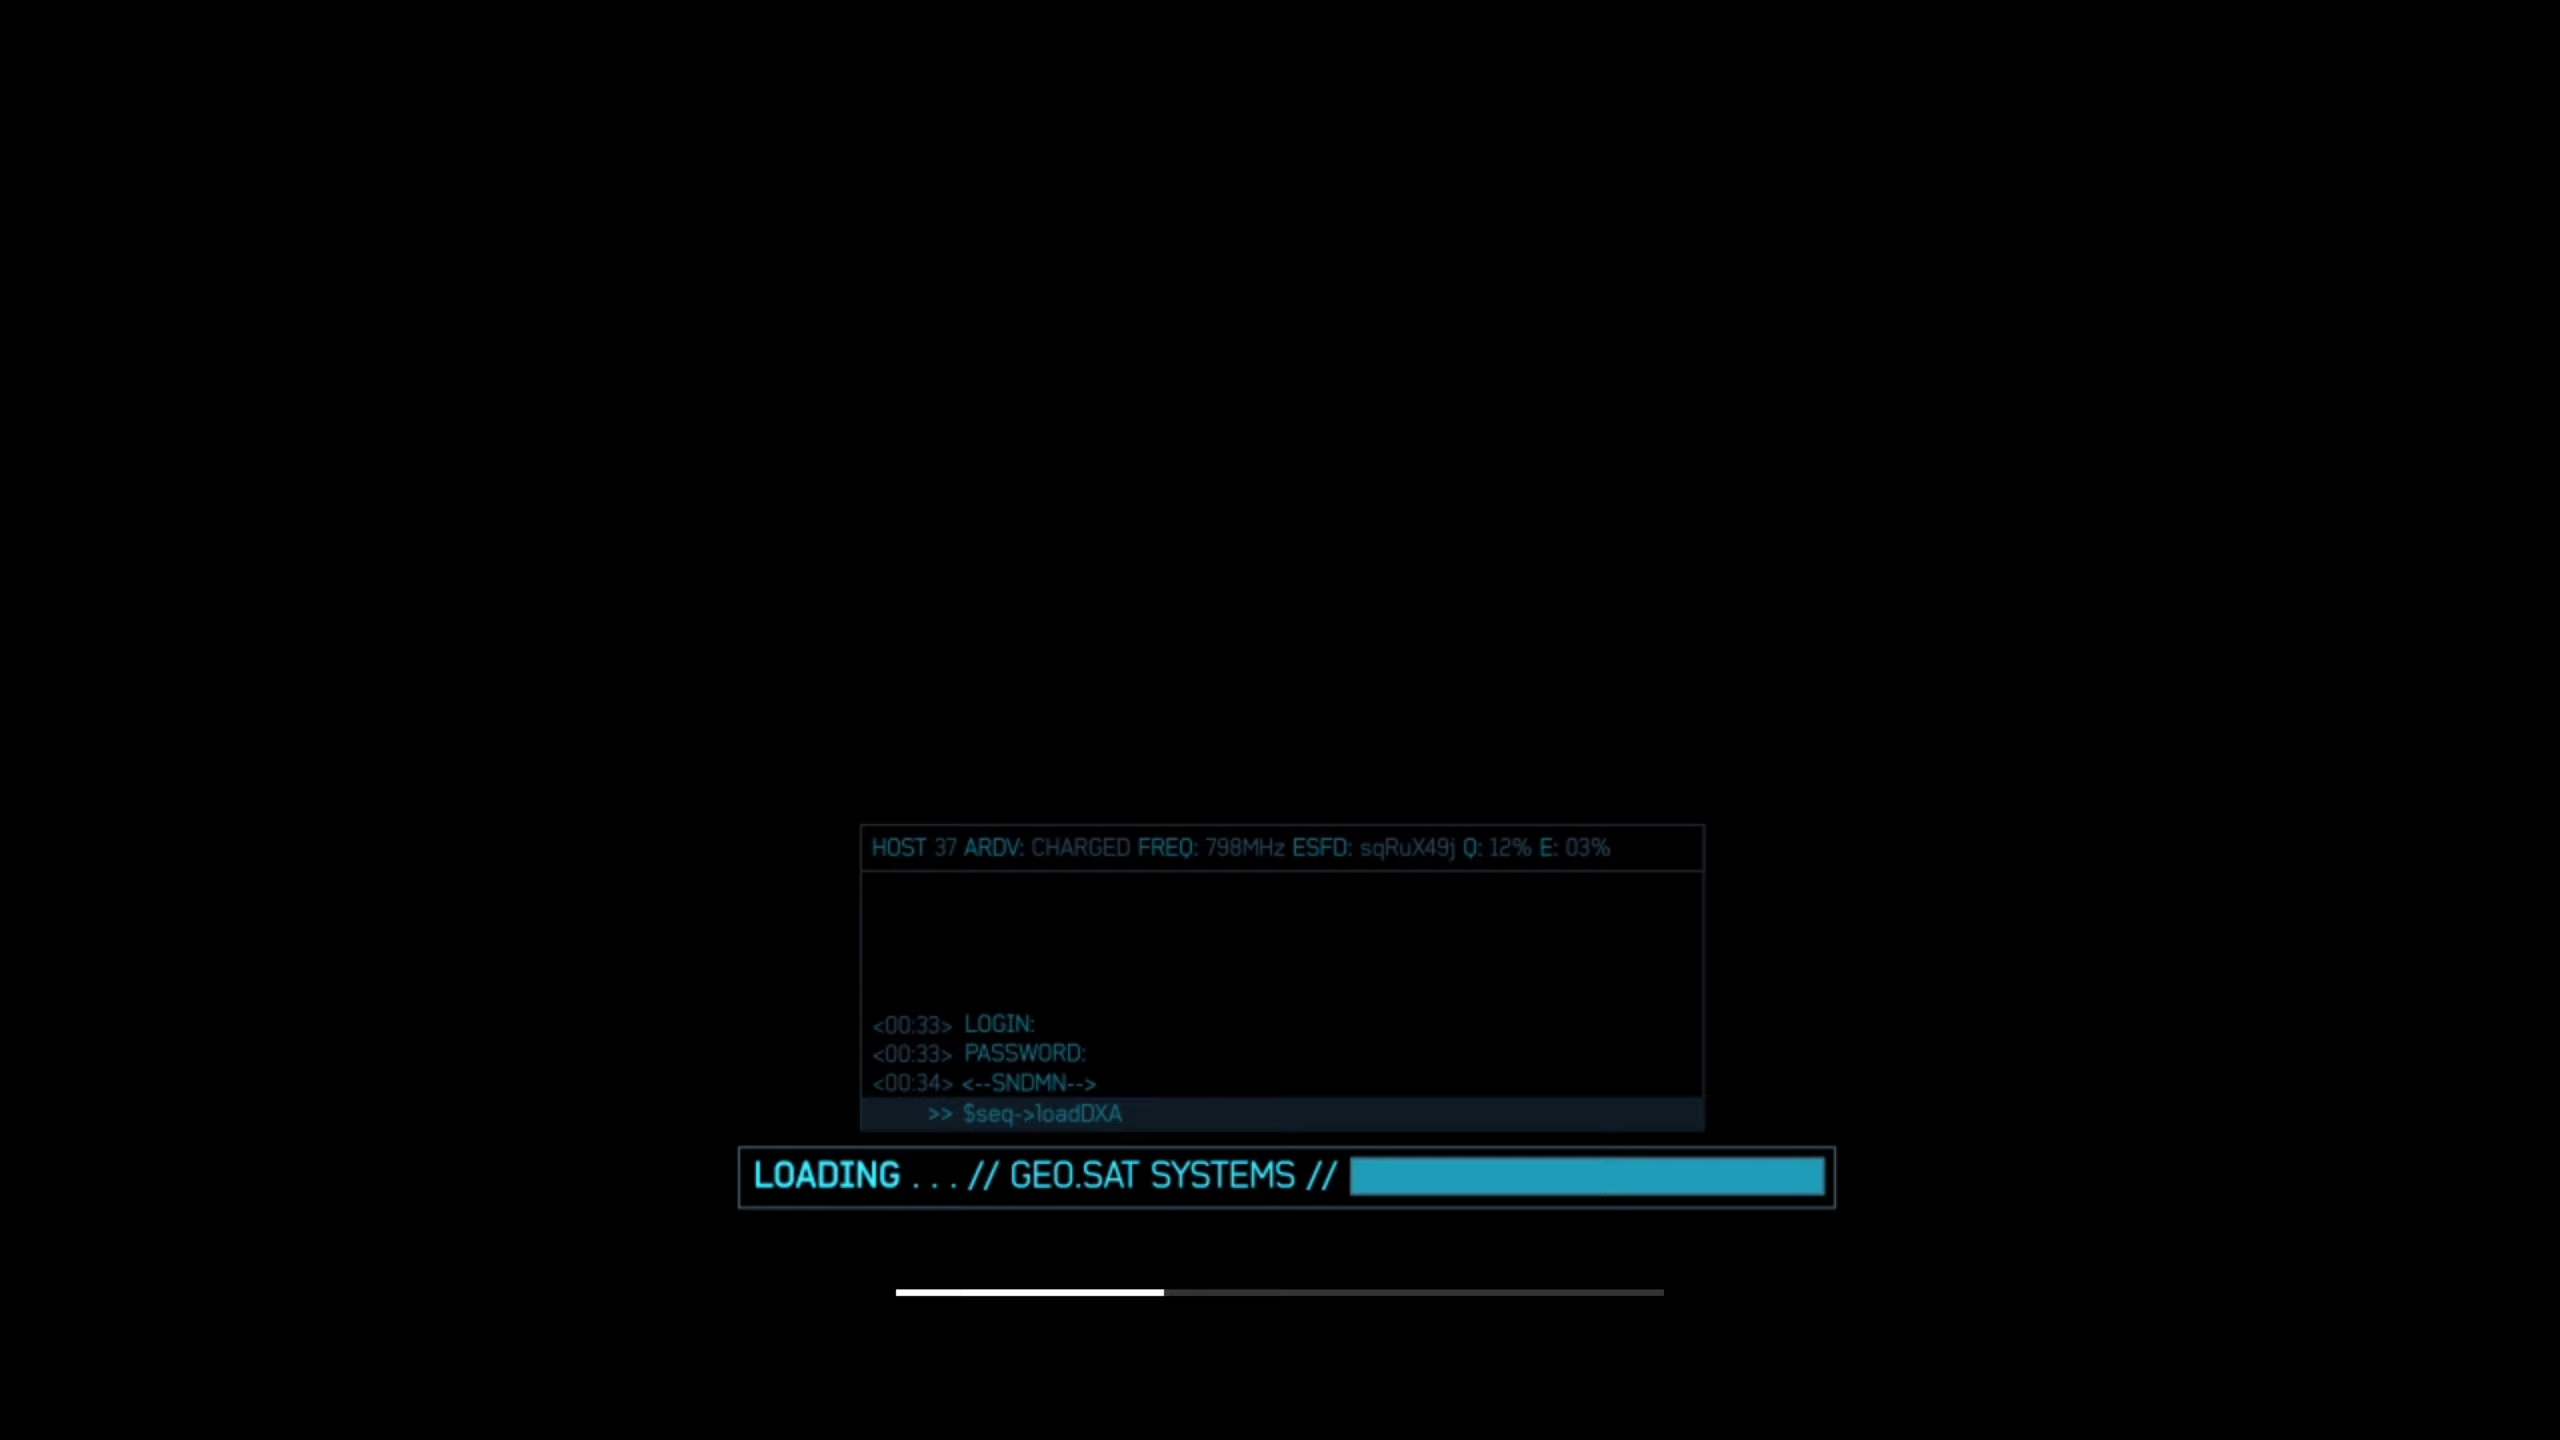 HOST 37 ARDV: CHARGED FREQ: 798MHz ESFD: sqRuX49j Q: 12% E: 03%
<00:33> LOGIN:
<00:33> PASSWORD:
<00:34> <--SNDMN-->
>> $seq->loadDXA
LOADING . . . // GEO.SAT SYSTEMS //